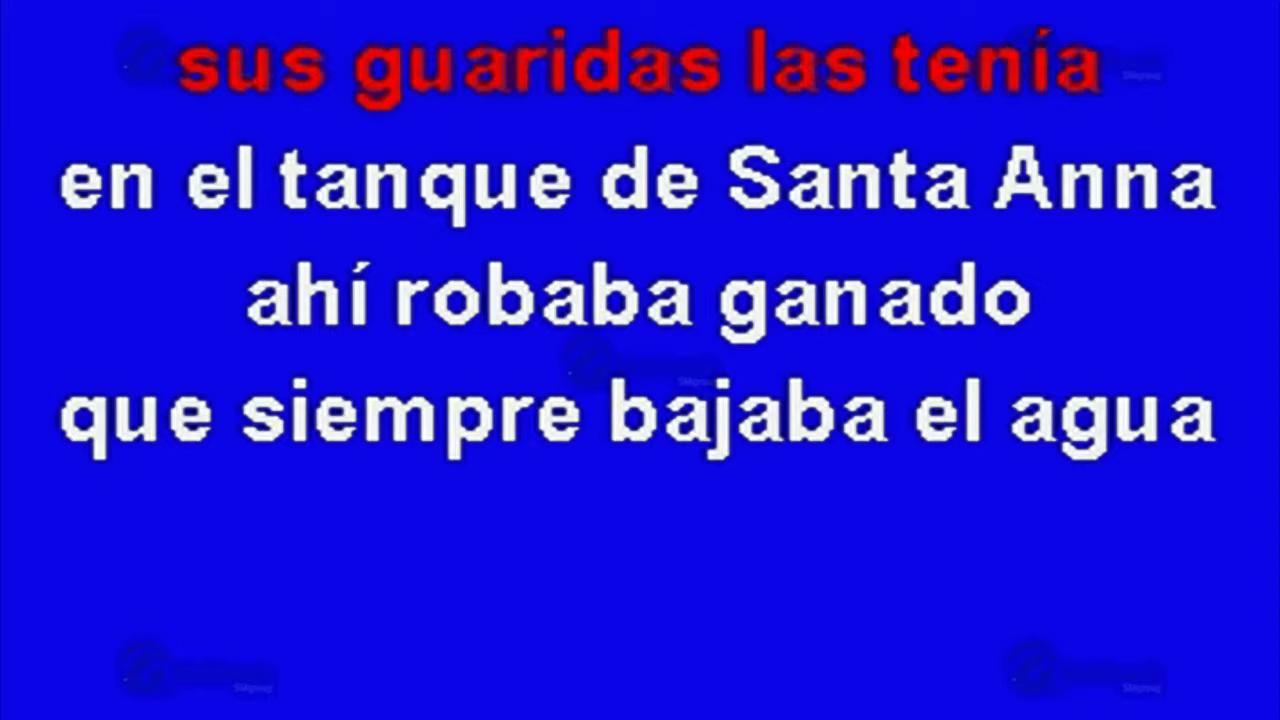 sus guaridas las tenía
en el tanque de Santa Anna
ahí robaba ganado
que siempre bajaba el agua